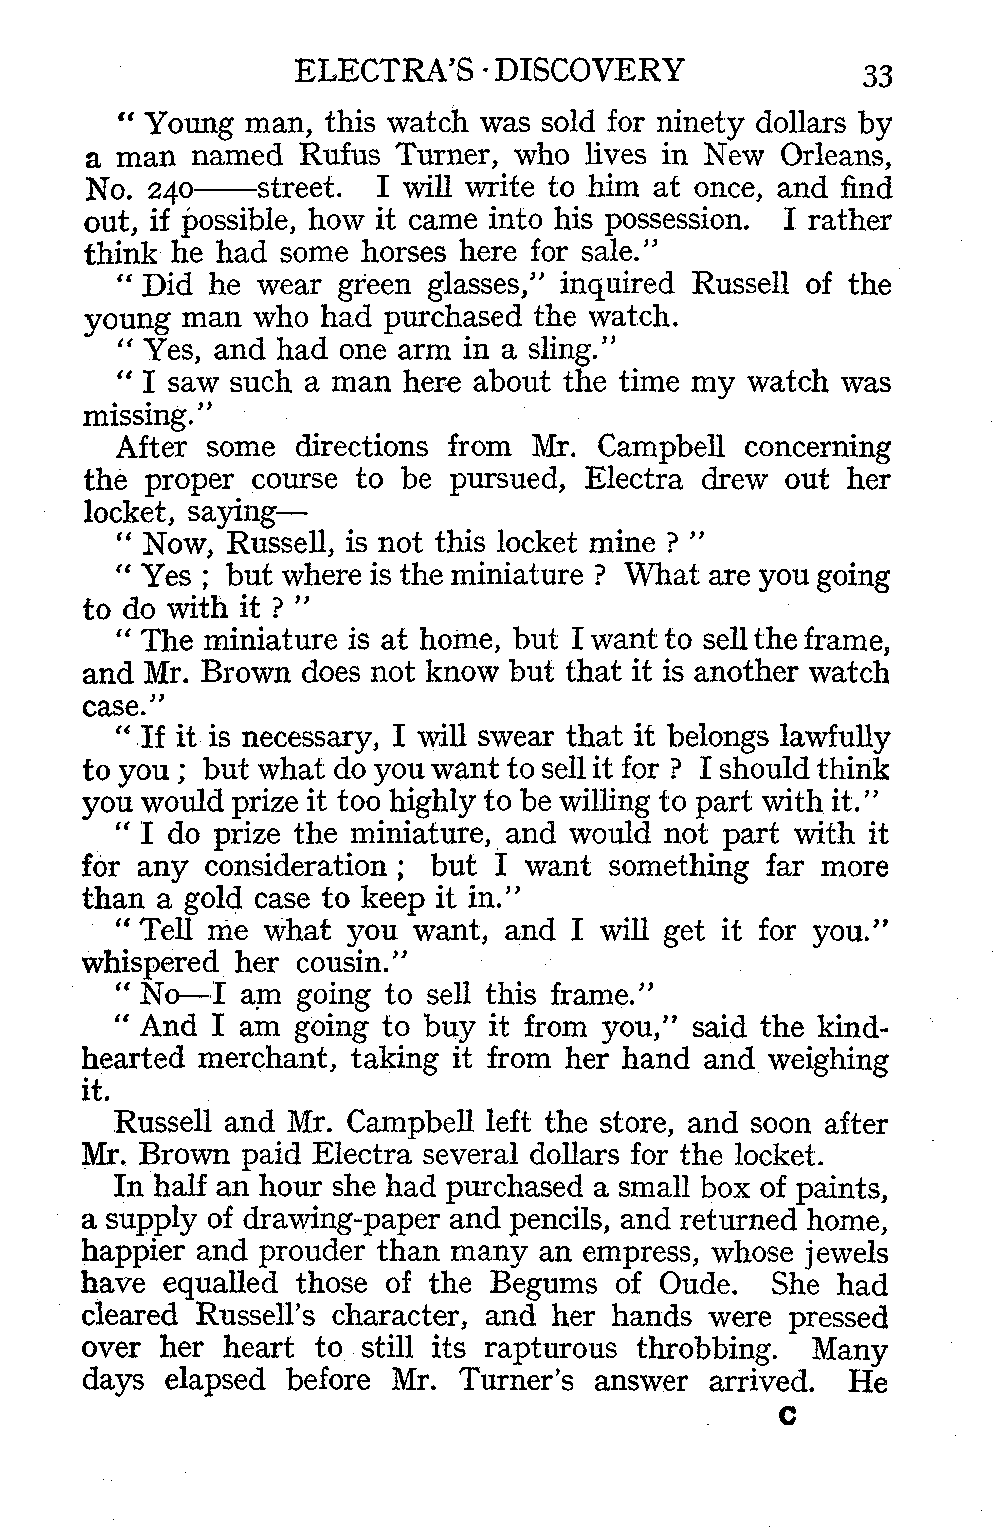 ELECTRA'S · DISCOVERY 33
" Young man, this watch was sold for ninety dollars by
a man named Rufus Turner, who lives in New Orleans,
No. 240——street. I will write to him at once, and find
out, if possible, how it came into his possession. I rather
think he had some horses here for sale."
" Did he wear green glasses," inquired Russell of the
young man who had purchased the watch.
" Yes, and had one arm in a sling."
" I saw such a man here about the time my watch was
missing."
After some directions from Mr. Campbell concerning
the proper course to be pursued, Electra drew out her
locket, saying—
" Now, Russell, is not this locket mine ? "
" Yes ; but where is the miniature ? What are you going
to do with it ? "
" The miniature is at home, but I want to sell the frame,
and Mr. Brown does not know but that it is another watch
case."
" If it is necessary, I will swear that it belongs lawfully
to you ; but what do you want to sell it for ? I should think
you would prize it too highly to be willing to part with it."
" I do prize the miniature, and would not part with it
for any consideration ; but I want something far more
than a gold case to keep it in."
" Tell me what you want, and I will get it for you."
whispered her cousin."
" No—I am going to sell this frame."
" And I am going to buy it from you," said the kind-
hearted merchant, taking it from her hand and weighing
it.
Russell and Mr. Campbell left the store, and soon after
Mr. Brown paid Electra several dollars for the locket.
In half an hour she had purchased a small box of paints,
a supply of drawing-paper and pencils, and returned home,
happier and prouder than many an empress, whose jewels
have equalled those of the Begums of Oude. She had
cleared Russell's character, and her hands were pressed
over her heart to still its rapturous throbbing. Many
days elapsed before Mr. Turner's answer arrived. He
C